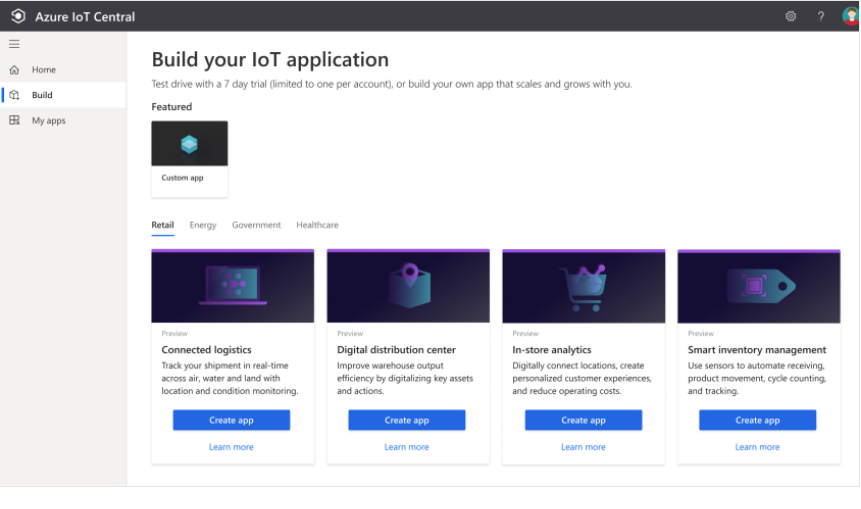 Azure IoT Central
?
Home
Build
My apps
Build your IoT application
Test drive with a 7 day trial (limited to one per account), or build your own app that scales and grows with you.
Featured
Custom app
Retail Energy Government Healthcare
Preview
Connected logistics
Track your shipment in real-time
across air, water and land with
location and condition monitoring.
Create app
Learn more
Preview
Digital distribution center
Improve warehouse output
efficiency by digitalizing key assets
and actions.
Create app
Learn more
Preview
In-store analytics
Digitally connect locations, create
personalized customer experiences,
and reduce operating costs.
Create app
Learn more
Preview
Smart inventory management
Use sensors to automate receiving,
product movement, cycle counting,
and tracking.
Create app
Learn more